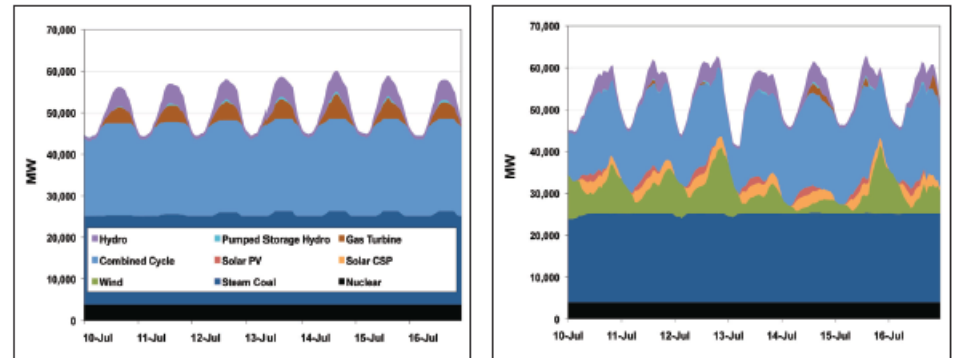 70,000
60,000
50,000
40,000
30,000
20,000
10,000
0
MW
Hydro Pumped Storage Hydro Gas Turbine
Combined Cycle Solar PV Solar CSP
Wind Steam Coal Nuclear
10-Jul 11-Jul 12-Jul 13-Jul 14-Jul 15-Jul 16-Jul
70,000
60,000
50,000
40,000
30,000
20,000
10,000
0
MW
10-Jul 11-Jul 12-Jul 13-Jul 14-Jul 15-Jul 16-Jul